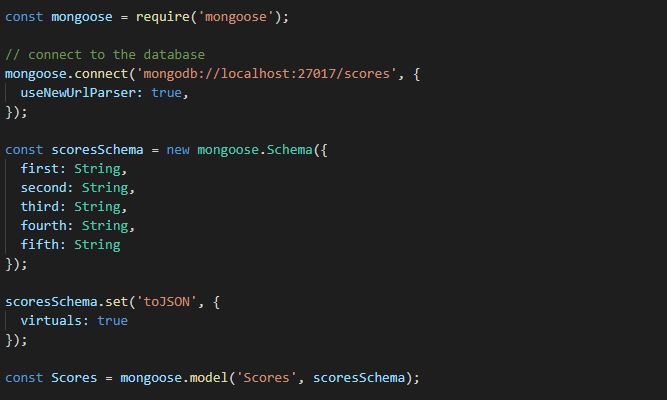 const mongoose = require('mongoose');
// connect to the database
mongoose.connect('mongodb://localhost:27017/scores', {
  useNewUrlParser: true,
});
const scoresSchema = new mongoose.Schema({
  first: String,
  second: String,
  third: String,
  fourth: String,
  fifth: String
});
scoresSchema.set('toJSON', {
  virtuals: true
});
const Scores = mongoose.model('Scores', scoresSchema);